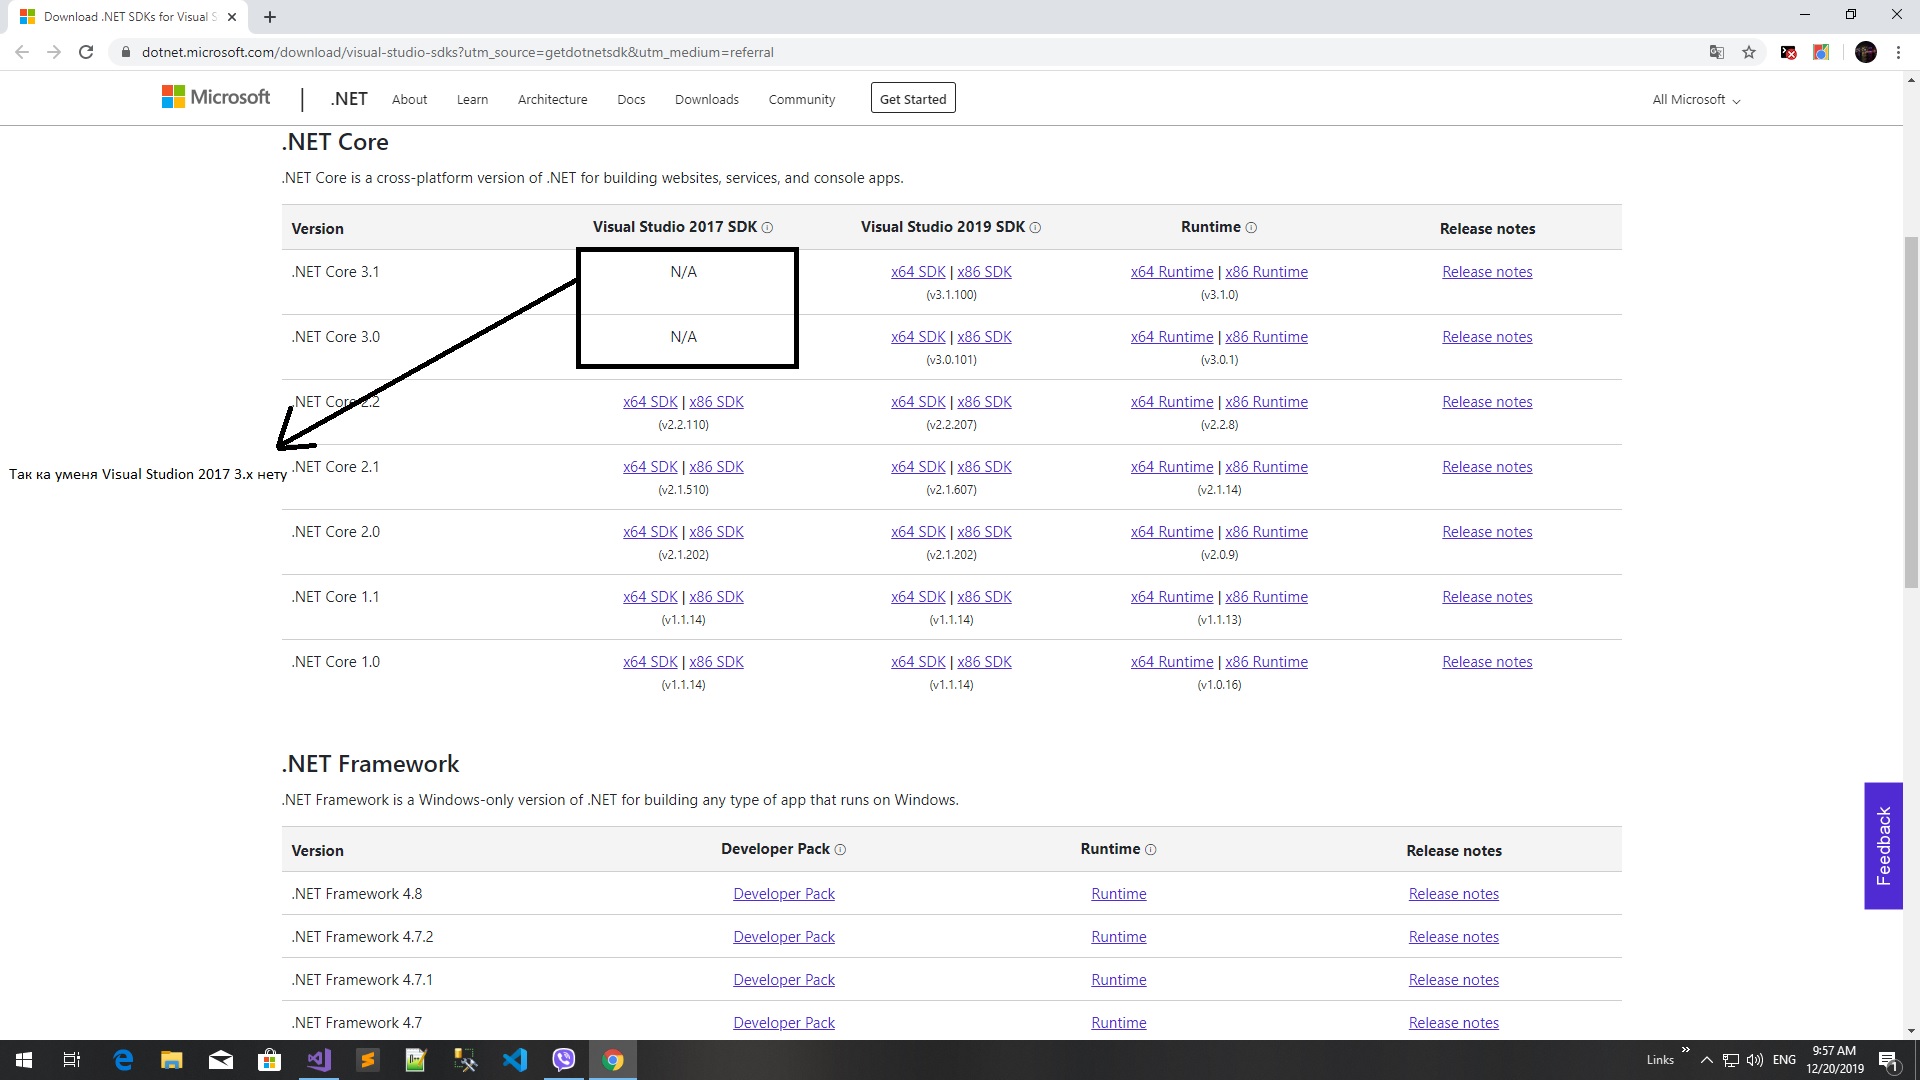 Download .NET SDKs for Visual S
dotnet.microsoft.com/download/visual-studio-sdks?utm_source=getdotnetsdk&utm_medium=referral
Microsoft | .NET About Learn Architecture Docs Downloads Community Get Started All Microsoft
.NET Core
.NET Core is a cross-platform version of .NET for building websites, services, and console apps.
Version Visual Studio 2017 SDK Visual Studio 2019 SDK Runtime Release notes
.NET Core 3.1 N/A x64 SDK | x86 SDK x64 Runtime | x86 Runtime Release notes
(v3.1.100) (v3.1.0)
.NET Core 3.0 N/A x64 SDK | x86 SDK x64 Runtime | x86 Runtime Release notes
(v3.0.101) (v3.0.1)
.NET Core 2.2 x64 SDK | x86 SDK x64 SDK | x86 SDK x64 Runtime | x86 Runtime Release notes
(v2.2.110) (v2.2.207) (v2.2.8)
Так ка уменя Visual Studion 2017 3.x нету
.NET Core 2.1 x64 SDK | x86 SDK x64 SDK | x86 SDK x64 Runtime | x86 Runtime Release notes
(v2.1.510) (v2.1.607) (v2.1.14)
.NET Core 2.0 x64 SDK | x86 SDK x64 SDK | x86 SDK x64 Runtime | x86 Runtime Release notes
(v2.1.202) (v2.1.202) (v2.0.9)
.NET Core 1.1 x64 SDK | x86 SDK x64 SDK | x86 SDK x64 Runtime | x86 Runtime Release notes
(v1.1.14) (v1.1.14) (v1.1.13)
.NET Core 1.0 x64 SDK | x86 SDK x64 SDK | x86 SDK x64 Runtime | x86 Runtime Release notes
(v1.1.14) (v1.1.14) (v1.0.16)
.NET Framework
.NET Framework is a Windows-only version of .NET for building any type of app that runs on Windows.
Version Developer Pack Runtime Release notes
.NET Framework 4.8 Developer Pack Runtime Release notes
.NET Framework 4.7.2 Developer Pack Runtime Release notes
.NET Framework 4.7.1 Developer Pack Runtime Release notes
.NET Framework 4.7 Developer Pack Runtime Release notes
Feedback
Links ENG 9:57 AM
12/20/2019 1